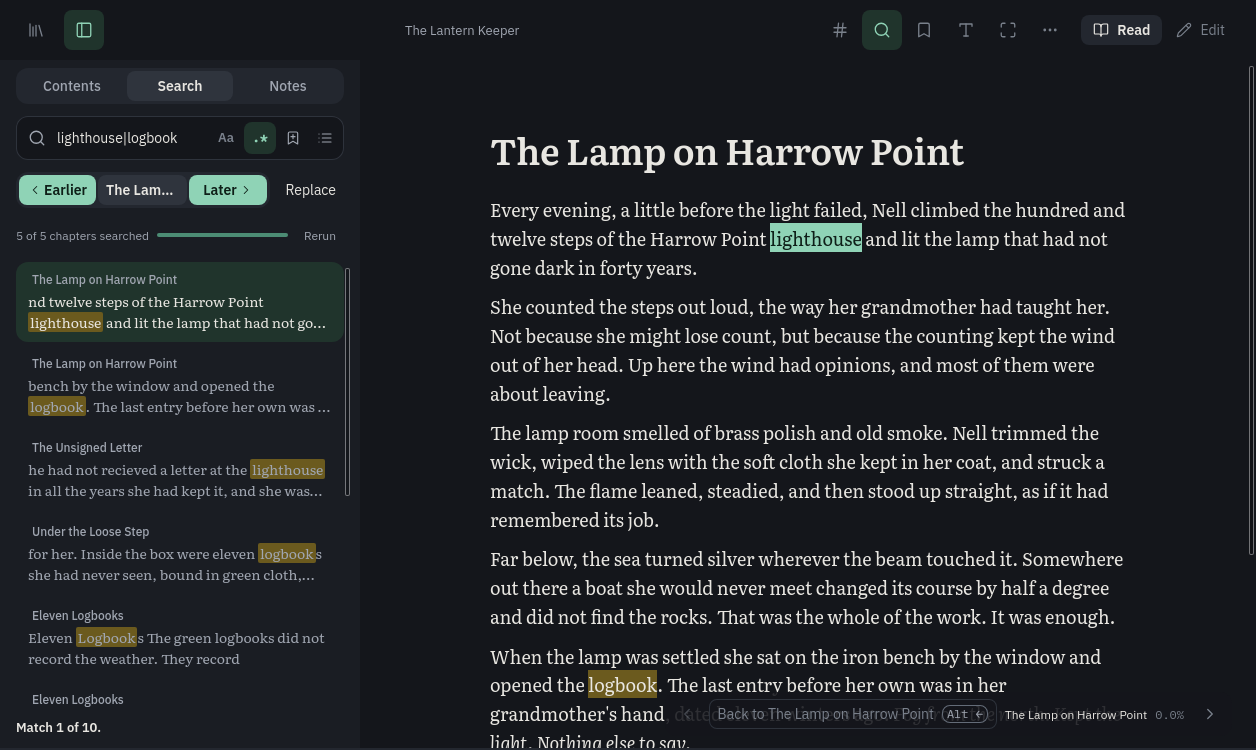 The Lantern Keeper
Read
Edit
Contents
Search
Notes
lighthouse|logbook
Aa
.*
Earlier
The Lam...
Later
Replace
5 of 5 chapters searched
Rerun
The Lamp on Harrow Point
nd twelve steps of the Harrow Point
lighthouse and lit the lamp that had not go...
The Lamp on Harrow Point
bench by the window and opened the
logbook. The last entry before her own was ...
The Unsigned Letter
he had not recieved a letter at the lighthouse
in all the years she had kept it, and she was...
Under the Loose Step
for her. Inside the box were eleven logbooks
she had never seen, bound in green cloth,...
Eleven Logbooks
Eleven Logbooks The green logbooks did not
record the weather. They record
Eleven Logbooks
Match 1 of 10.
The Lamp on Harrow Point
Every evening, a little before the light failed, Nell climbed the hundred and
twelve steps of the Harrow Point lighthouse and lit the lamp that had not
gone dark in forty years.
She counted the steps out loud, the way her grandmother had taught her.
Not because she might lose count, but because the counting kept the wind
out of her head. Up here the wind had opinions, and most of them were
about leaving.
The lamp room smelled of brass polish and old smoke. Nell trimmed the
wick, wiped the lens with the soft cloth she kept in her coat, and struck a
match. The flame leaned, steadied, and then stood up straight, as if it had
remembered its job.
Far below, the sea turned silver wherever the beam touched it. Somewhere
out there a boat she would never meet changed its course by half a degree
and did not find the rocks. That was the whole of the work. It was enough.
When the lamp was settled she sat on the iron bench by the window and
opened the logbook. The last entry before her own was in her
grandmother's hand, dated
Back to The Lamp on Harrow Point Alt ←
The Lamp on Harrow Point 0.0%
light. Nothing else to say.